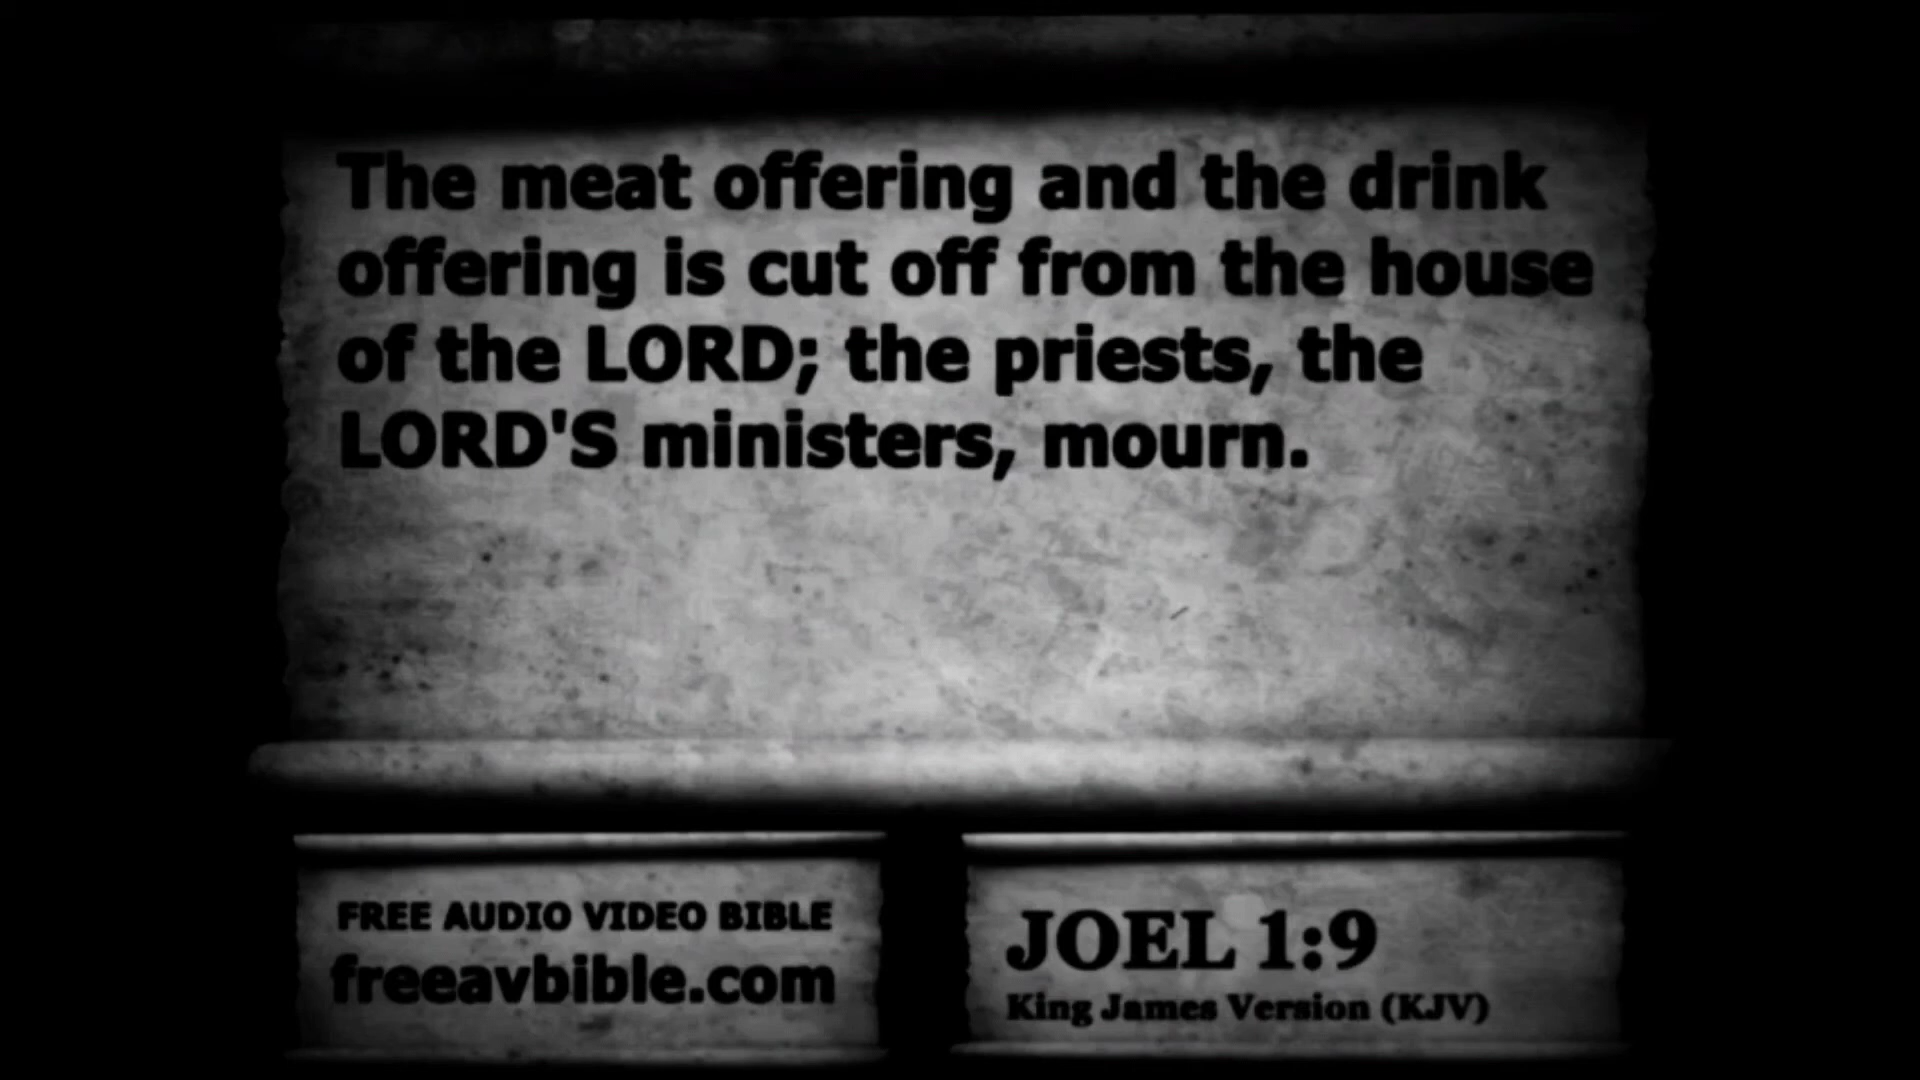 The meat offering and the drink
offering is cut off from the house
of the LORD; the priests, the
LORD'S ministers, mourn.
FREE AUDIO VIDEO BIBLE
freeavbible.com
JOEL 1:9
King James Version (KJV)